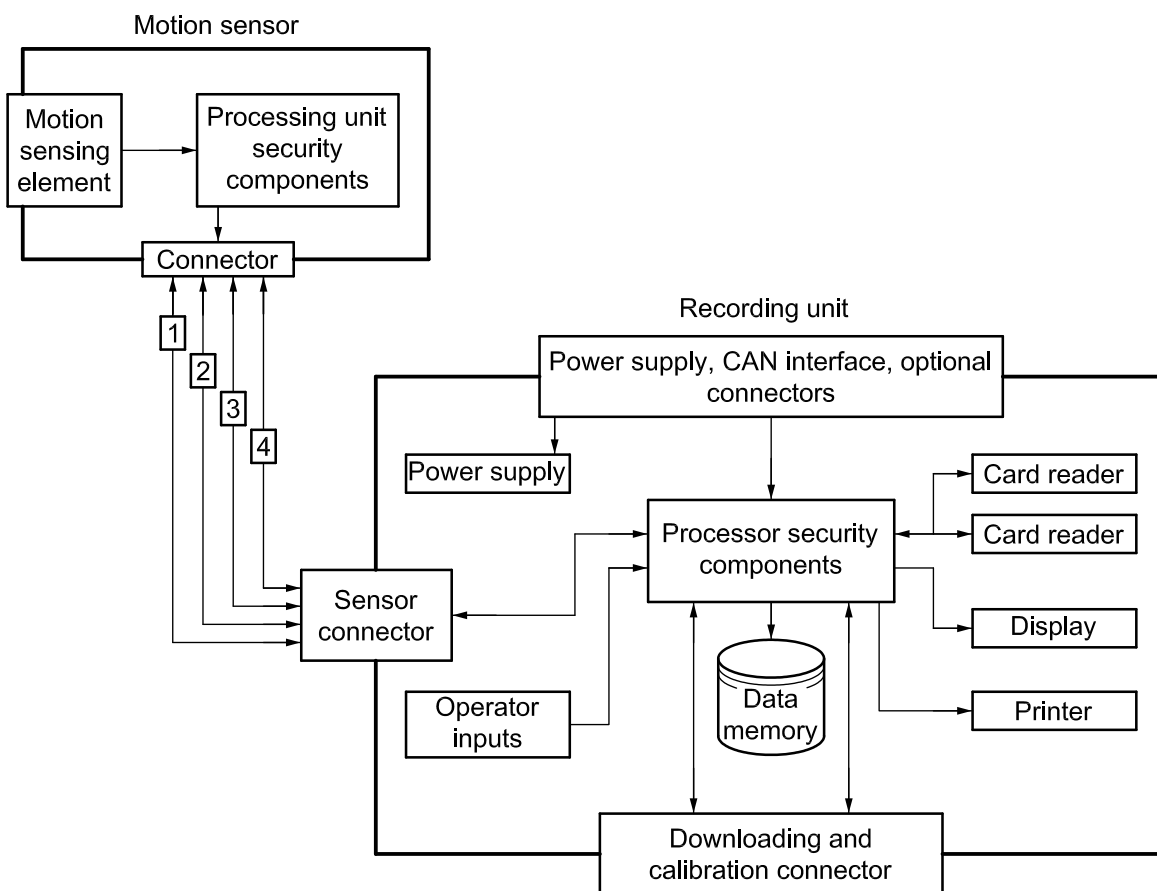 Motion sensor
Motion
sensing
element
Processing unit
security
components
Connector
1
2
3
4
Recording unit
Power supply, CAN interface, optional
connectors
Power supply
Card reader
Processor security
components
Card reader
Sensor
connector
Display
Operator
inputs
Data
memory
Printer
Downloading and
calibration connector